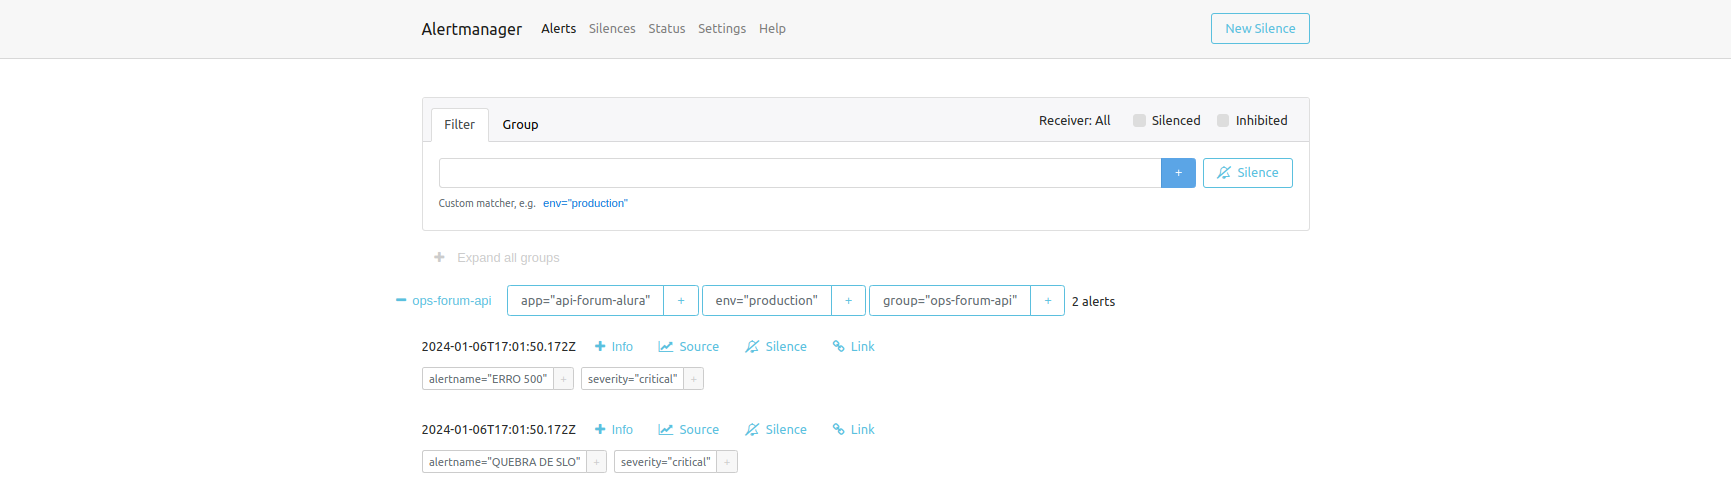 Alertmanager Alerts Silences Status Settings Help New Silence
Filter Group Receiver: All Silenced Inhibited
+ Silence
Custom matcher, e.g. env="production"
+ Expand all groups
− ops-forum-api app="api-forum-alura" + env="production" + group="ops-forum-api" + 2 alerts
2024-01-06T17:01:50.172Z + Info Source Silence Link
alertname="ERRO 500" + severity="critical" +
2024-01-06T17:01:50.172Z + Info Source Silence Link
alertname="QUEBRA DE SLO" + severity="critical" +